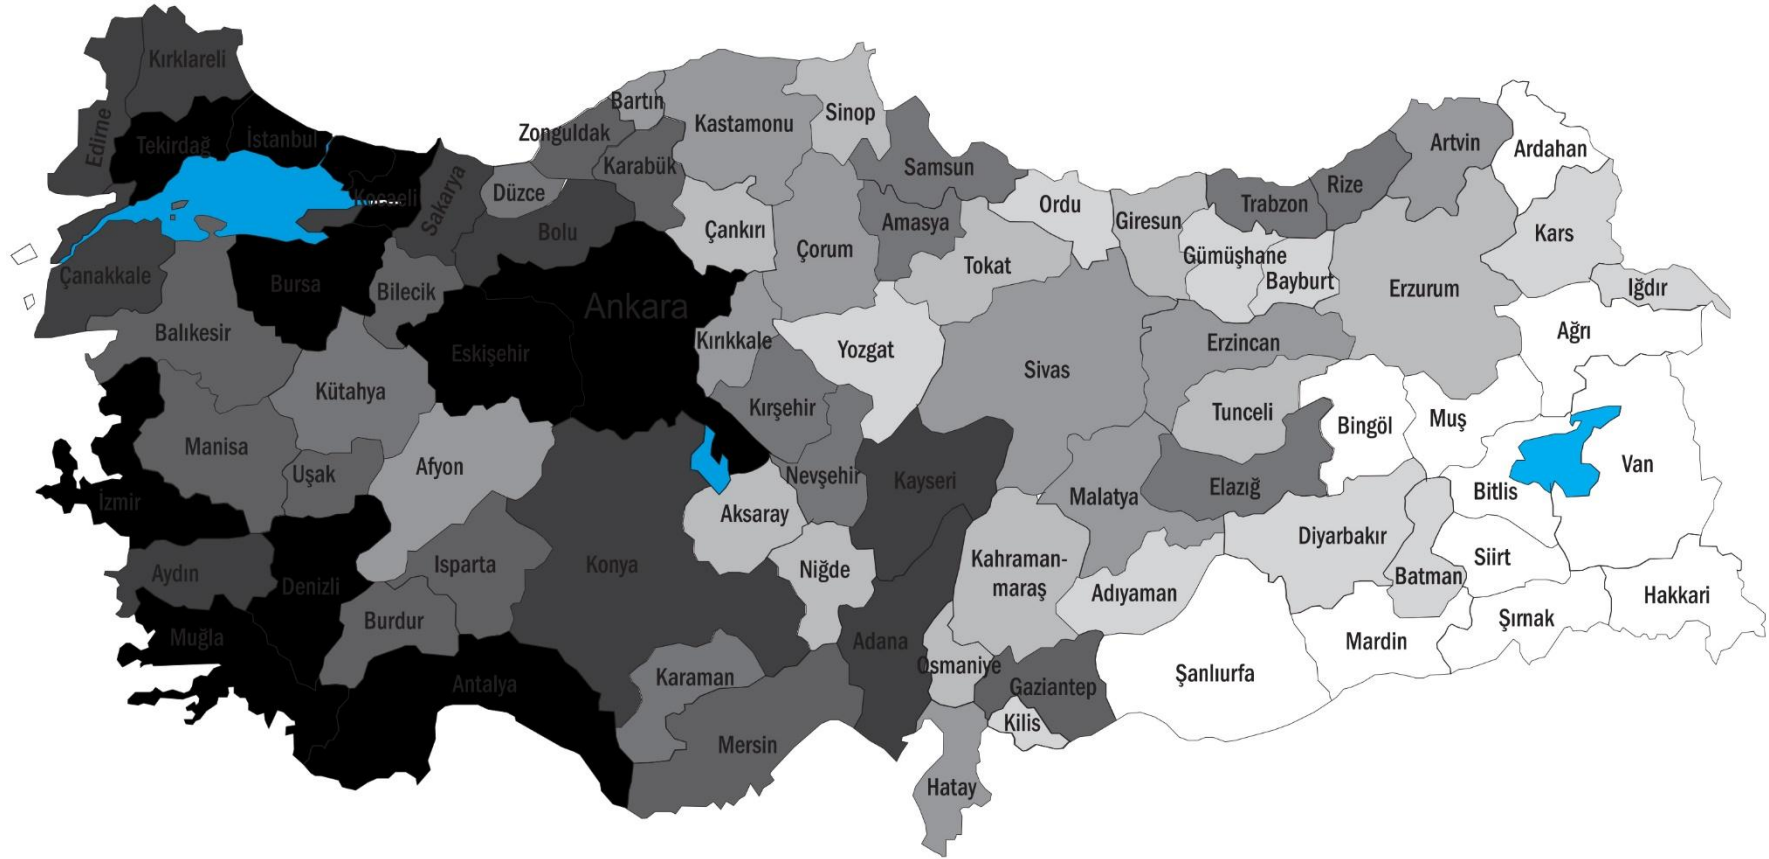 Kırklareli
Edirne
Tekirdağ
İstanbul
Kocaeli
Sakarya
Düzce
Zonguldak
Bartın
Karabük
Kastamonu
Sinop
Samsun
Çankırı
Çorum
Amasya
Tokat
Ordu
Giresun
Gümüşhane
Bayburt
Trabzon
Rize
Artvin
Ardahan
Kars
Iğdır
Erzurum
Ağrı
Çanakkale
Bursa
Bilecik
Bolu
Ankara
Balıkesir
Eskişehir
Kütahya
Kırıkkale
Yozgat
Kırşehir
Sivas
Erzincan
Tunceli
Bingöl
Muş
Van
Bitlis
Manisa
Uşak
Afyon
İzmir
Nevşehir
Kayseri
Malatya
Elazığ
Aksaray
Niğde
Konya
Isparta
Aydın
Denizli
Burdur
Muğla
Antalya
Karaman
Mersin
Adana
Kahraman-
maraş
Osmaniye
Gaziantep
Kilis
Hatay
Adıyaman
Şanlıurfa
Diyarbakır
Batman
Siirt
Mardin
Şırnak
Hakkari